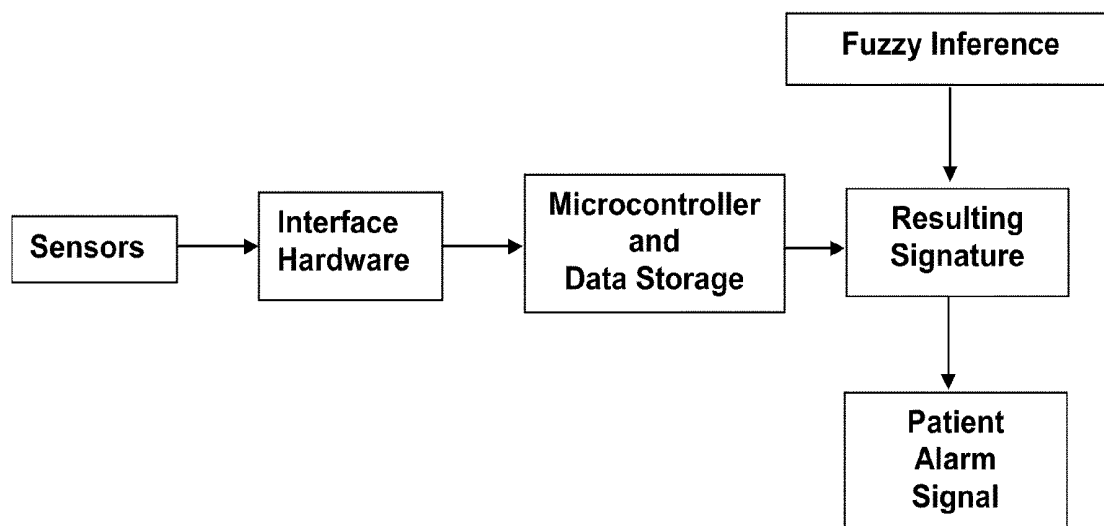 Fuzzy Inference
Sensors
Interface
Hardware
Microcontroller
and
Data Storage
Resulting
Signature
Patient
Alarm
Signal